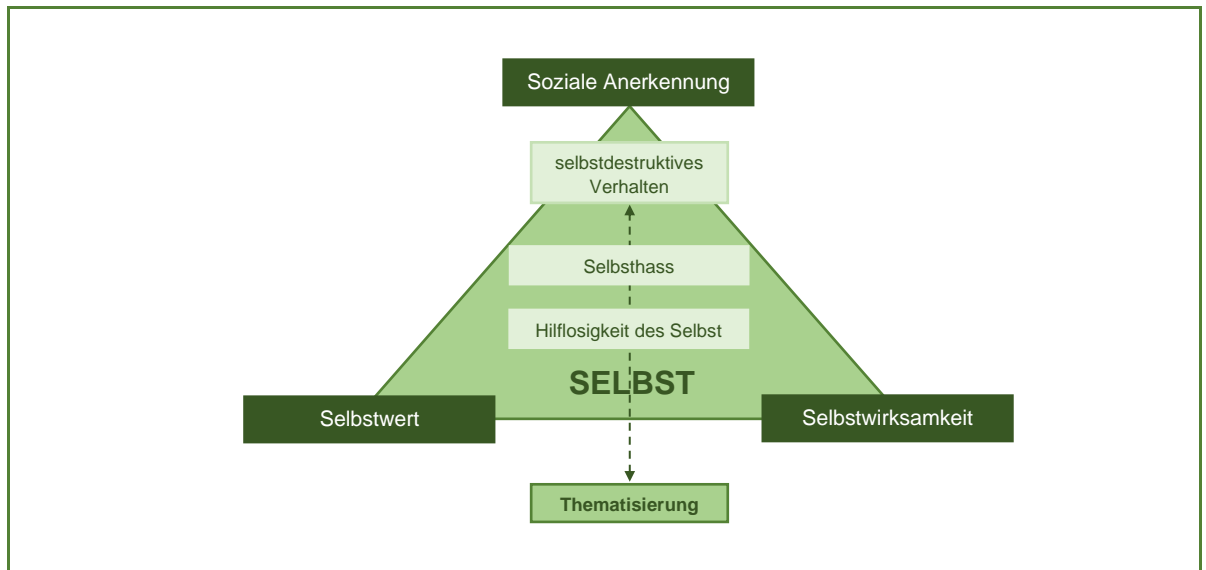 Soziale Anerkennung
selbstdestruktives
Verhalten
Selbsthass
Hilflosigkeit des Selbst
SELBST
Selbstwert
Selbstwirksamkeit
Thematisierung